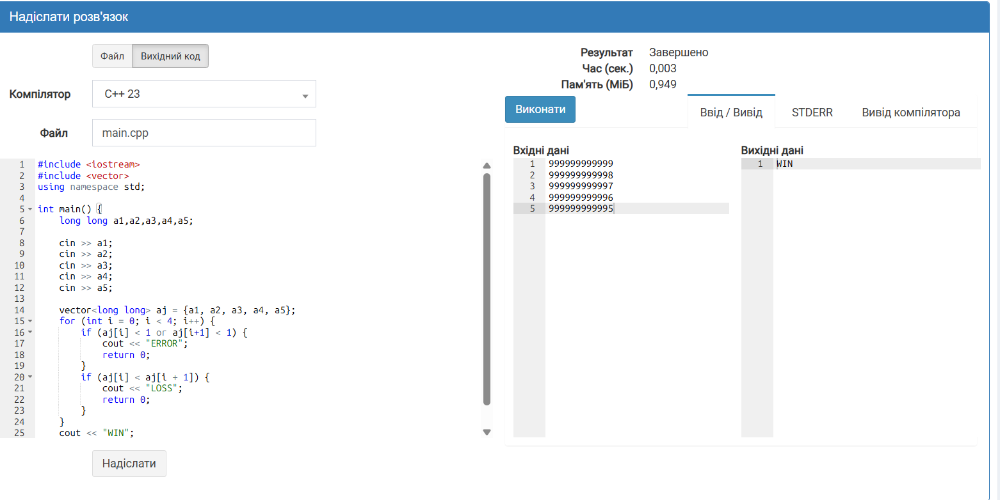 Надіслати розв'язок
Файл
Вихідний код
Компілятор
C++ 23
Файл
main.cpp
1 #include <iostream>
2 #include <vector>
3 using namespace std;
4
5 int main() {
6 long long a1,a2,a3,a4,a5;
7
8 cin >> a1;
9 cin >> a2;
10 cin >> a3;
11 cin >> a4;
12 cin >> a5;
13
14 vector<long long> aj = {a1, a2, a3, a4, a5};
15 for (int i = 0; i < 4; i++) {
16 if (aj[i] < 1 or aj[i+1] < 1) {
17 cout << "ERROR";
18 return 0;
19 }
20 if (aj[i] < aj[i + 1]) {
21 cout << "LOSS";
22 return 0;
23 }
24 }
25 cout << "WIN";
Надіслати
Результат Завершено
Час (сек.) 0,003
Пам'ять (МіБ) 0,949
Виконати
Ввід / Вивід
STDERR
Вивід компілятора
Вхідні дані
1 999999999999
2 999999999998
3 999999999997
4 999999999996
5 999999999995
Вихідні дані
1 WIN